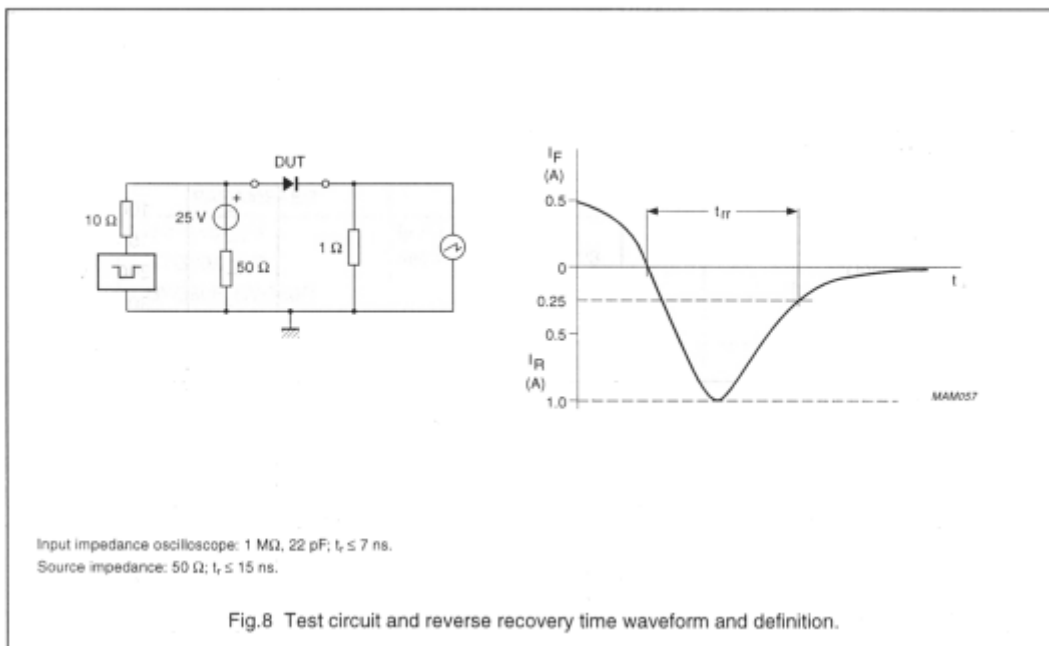 DUT
+
10 Ω
25 V
50 Ω
1 Ω
I_F
(A)
0.5
t_rr
0
t
0.25
0.5
I_R
(A)
1.0
MAM057
Input impedance oscilloscope: 1 MΩ, 22 pF; t_r ≤ 7 ns.
Source impedance: 50 Ω; t_r ≤ 15 ns.
Fig.8 Test circuit and reverse recovery time waveform and definition.